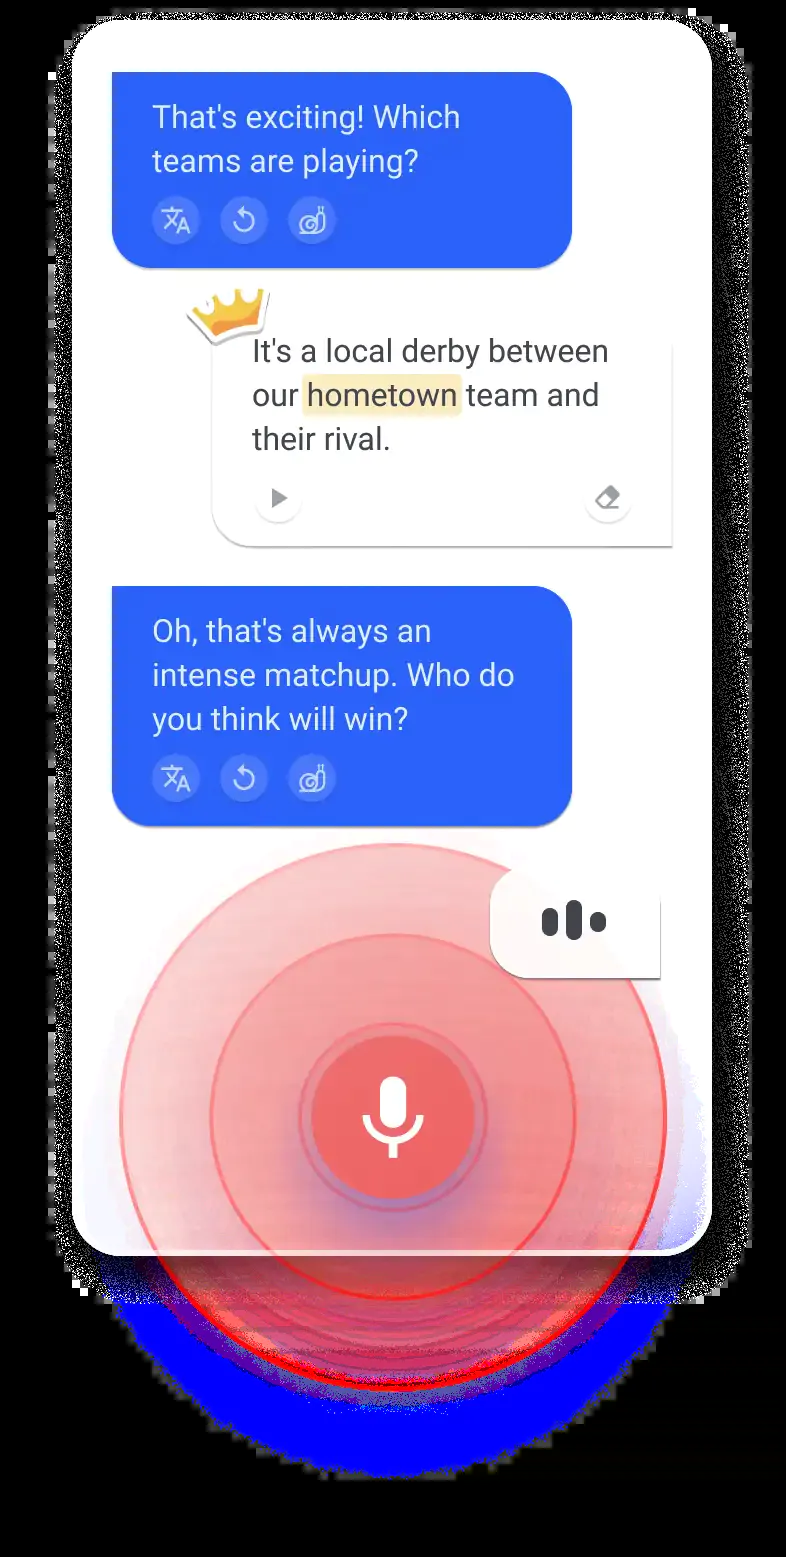 That's exciting! Which
teams are playing?
It's a local derby between
our hometown team and
their rival.
Oh, that's always an
intense matchup. Who do
you think will win?